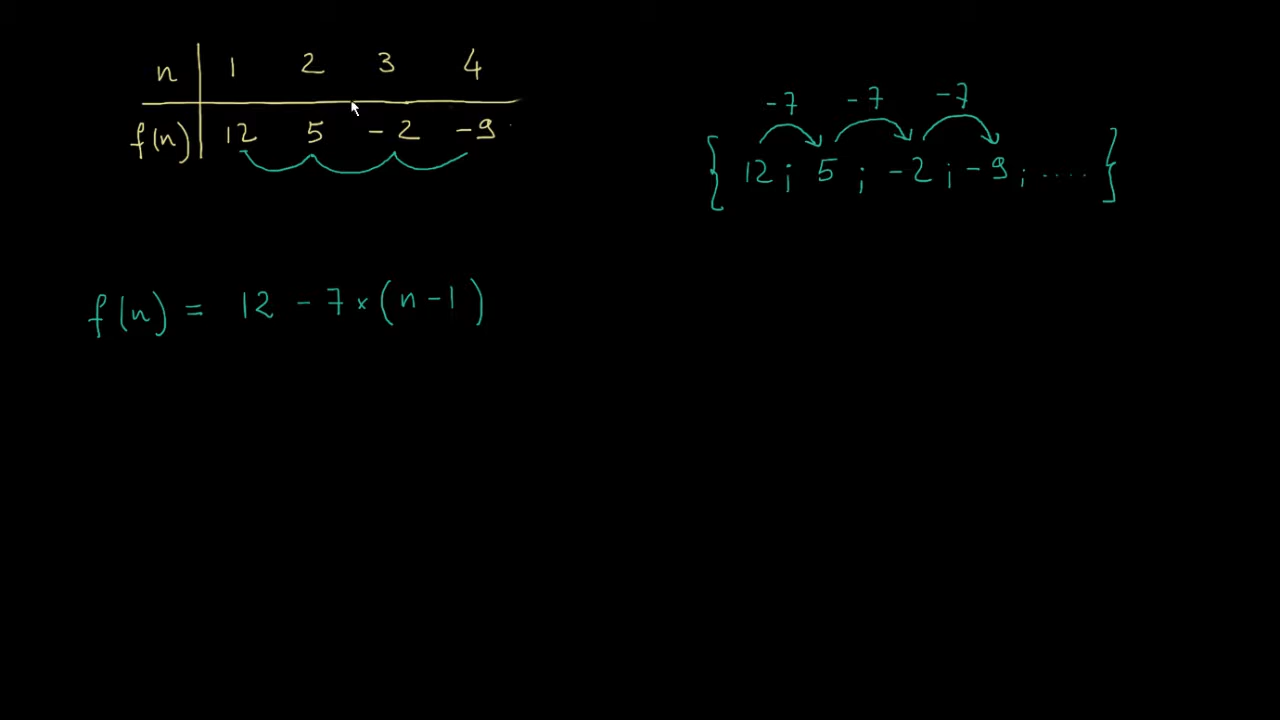 n | 1 2 3 4
f(n) | 12 5 -2 -9
-7 -7 -7
{ 12 ; 5 ; -2 ; -9 ; ..... }
f(n) = 12 - 7 × (n - 1)